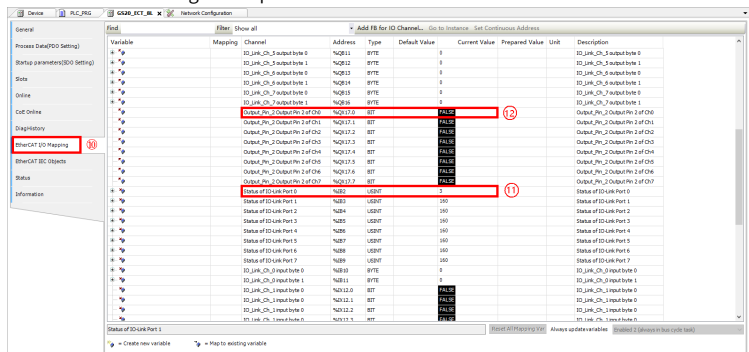 Device PLC_PRG GS20_ECT_8L X Network Configuration
General
Process Data(PDO Setting)
Startup parameters(SDO Setting)
Slots
Online
CoE Online
DiagHistory
EtherCAT I/O Mapping
EtherCAT IEC Objects
Status
Information
⑩
Find Filter Show all Add FB for IO Channel... Go to Instance Set Continuous Address
Variable Mapping Channel Address Type Default Value Current Value Prepared Value Unit Description
IO_Link_Ch_5 output byte 0 %QB11 BYTE 0 IO_Link_Ch_5 output byte 0
IO_Link_Ch_5 output byte 1 %QB12 BYTE 0 IO_Link_Ch_5 output byte 1
IO_Link_Ch_6 output byte 0 %QB13 BYTE 0 IO_Link_Ch_6 output byte 0
IO_Link_Ch_6 output byte 1 %QB14 BYTE 0 IO_Link_Ch_6 output byte 1
IO_Link_Ch_7 output byte 0 %QB15 BYTE 0 IO_Link_Ch_7 output byte 0
IO_Link_Ch_7 output byte 1 %QB16 BYTE 0 IO_Link_Ch_7 output byte 1
Output_Pin_2 Output Pin 2 of Ch0 %QX17.0 BIT FALSE Output_Pin_2 Output Pin 2 of Ch0 ⑫
Output_Pin_2 Output Pin 2 of Ch1 %QX17.1 BIT FALSE Output_Pin_2 Output Pin 2 of Ch1
Output_Pin_2 Output Pin 2 of Ch2 %QX17.2 BIT FALSE Output_Pin_2 Output Pin 2 of Ch2
Output_Pin_2 Output Pin 2 of Ch3 %QX17.3 BIT FALSE Output_Pin_2 Output Pin 2 of Ch3
Output_Pin_2 Output Pin 2 of Ch4 %QX17.4 BIT FALSE Output_Pin_2 Output Pin 2 of Ch4
Output_Pin_2 Output Pin 2 of Ch5 %QX17.5 BIT FALSE Output_Pin_2 Output Pin 2 of Ch5
Output_Pin_2 Output Pin 2 of Ch6 %QX17.6 BIT FALSE Output_Pin_2 Output Pin 2 of Ch6
Output_Pin_2 Output Pin 2 of Ch7 %QX17.7 BIT FALSE Output_Pin_2 Output Pin 2 of Ch7
Status of IO-Link Port 0 %IB2 USINT 3 Status of IO-Link Port 0 ⑪
Status of IO-Link Port 1 %IB3 USINT 160 Status of IO-Link Port 1
Status of IO-Link Port 2 %IB4 USINT 160 Status of IO-Link Port 2
Status of IO-Link Port 3 %IB5 USINT 160 Status of IO-Link Port 3
Status of IO-Link Port 4 %IB6 USINT 160 Status of IO-Link Port 4
Status of IO-Link Port 5 %IB7 USINT 160 Status of IO-Link Port 5
Status of IO-Link Port 6 %IB8 USINT 160 Status of IO-Link Port 6
Status of IO-Link Port 7 %IB9 USINT 160 Status of IO-Link Port 7
IO_Link_Ch_0 input byte 0 %IB10 BYTE 0 IO_Link_Ch_0 input byte 0
IO_Link_Ch_0 input byte 1 %IB11 BYTE 0 IO_Link_Ch_0 input byte 1
IO_Link_Ch_1 input byte 0 %IX12.0 BIT FALSE IO_Link_Ch_1 input byte 0
IO_Link_Ch_1 input byte 0 %IX12.1 BIT FALSE IO_Link_Ch_1 input byte 0
IO_Link_Ch_1 input byte 0 %IX12.2 BIT FALSE IO_Link_Ch_1 input byte 0
IO_Link_Ch_1 input byte 0 %IX12.3 BIT FALSE IO_Link_Ch_1 input byte 0
Status of IO-Link Port 1 Reset All Mapping Var Always update variables Enabled 2 (always in bus cycle task)
= Create new variable = Map to existing variable